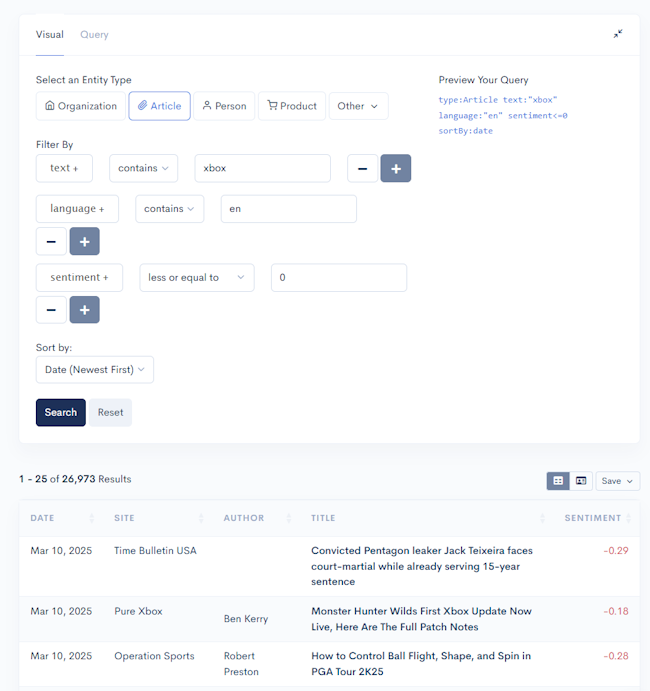 Visual Query
Select an Entity Type
Organization Article Person Product Other
Filter By
text + contains xbox − +
language + contains en
− +
sentiment + less or equal to 0
− +
Sort by:
Date (Newest First)
Search Reset
Preview Your Query
type:Article text:"xbox"
language:"en" sentiment<=0
sortBy:date
1 - 25 of 26,973 Results
Save
DATE SITE AUTHOR TITLE SENTIMENT
Mar 10, 2025 Time Bulletin USA Convicted Pentagon leaker Jack Teixeira faces -0.29
court-martial while already serving 15-year
sentence
Mar 10, 2025 Pure Xbox Ben Kerry Monster Hunter Wilds First Xbox Update Now -0.18
Live, Here Are The Full Patch Notes
Mar 10, 2025 Operation Sports Robert How to Control Ball Flight, Shape, and Spin in -0.28
Preston PGA Tour 2K25